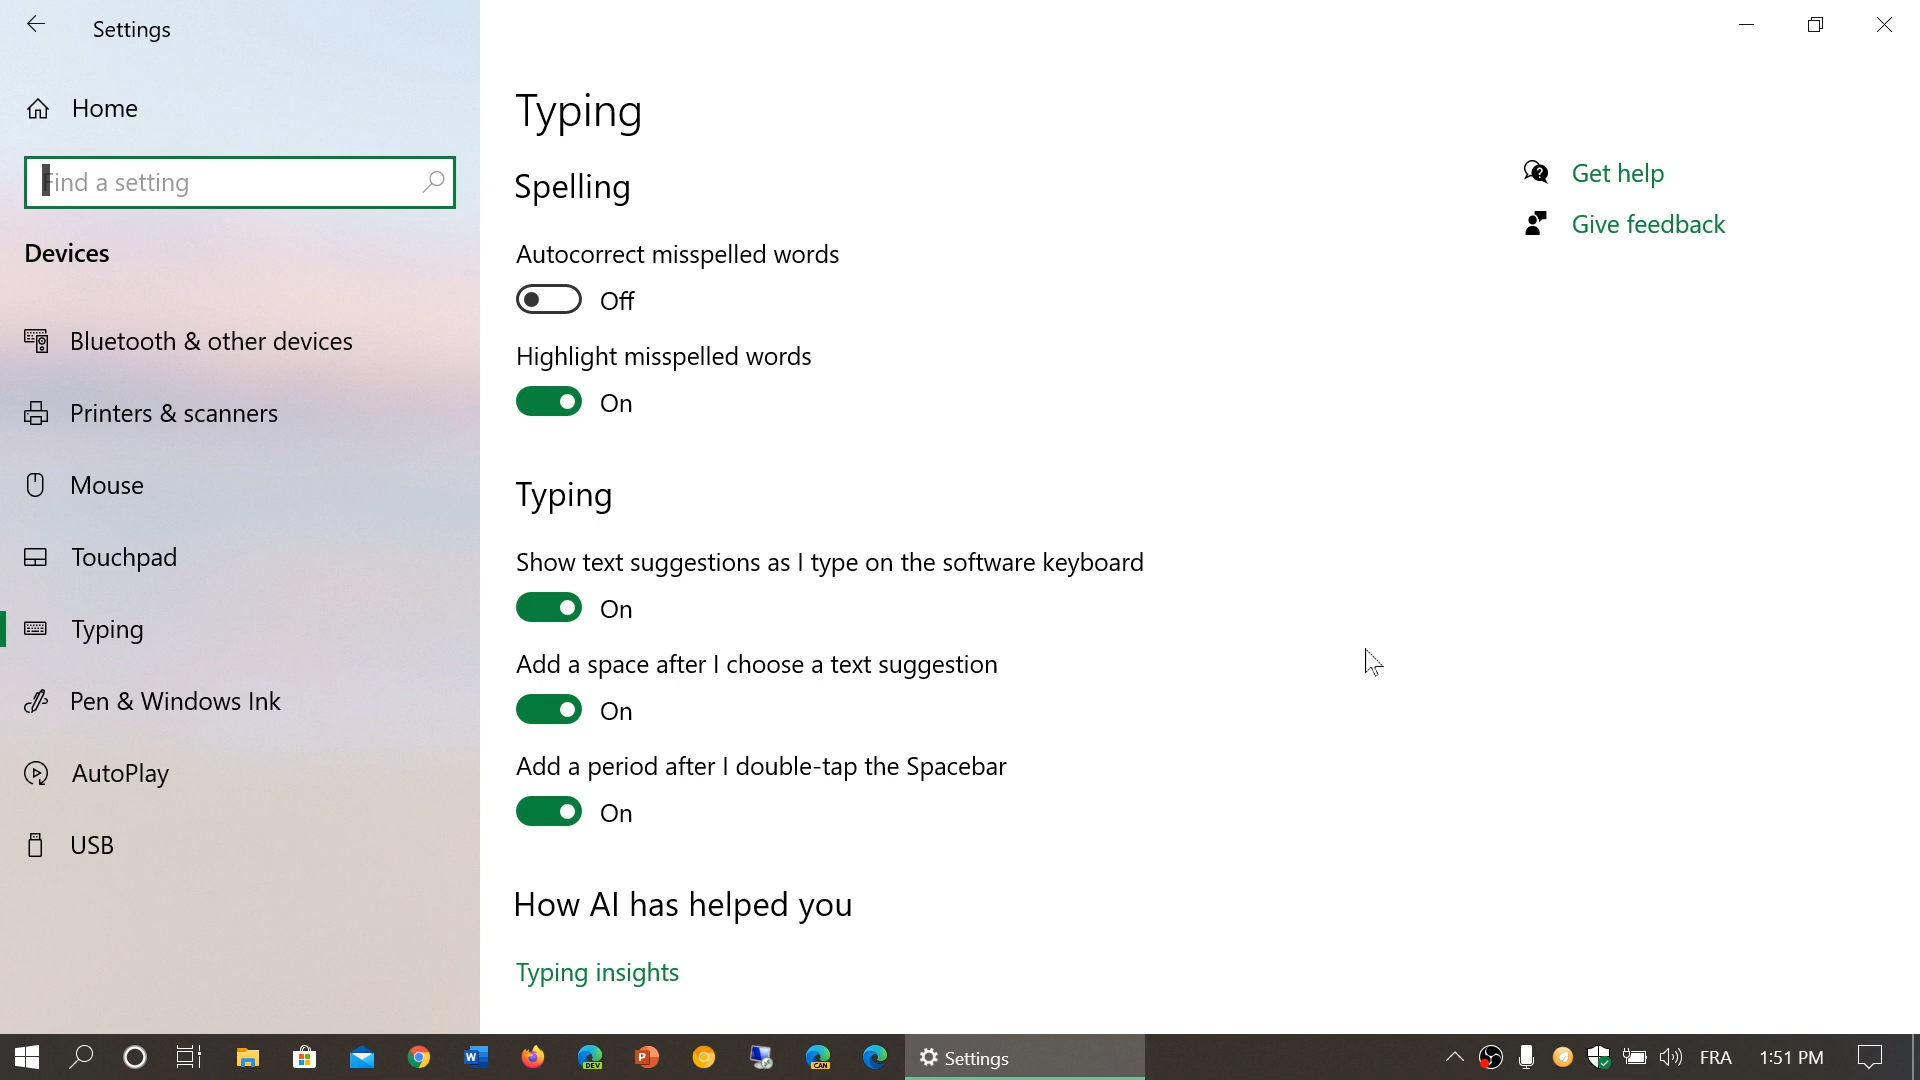 Settings
Home
Find a setting
Devices
Bluetooth & other devices
Printers & scanners
Mouse
Touchpad
Typing
Pen & Windows Ink
AutoPlay
USB
Typing
Spelling
Autocorrect misspelled words
Off
Highlight misspelled words
On
Typing
Show text suggestions as I type on the software keyboard
On
Add a space after I choose a text suggestion
On
Add a period after I double-tap the Spacebar
On
How AI has helped you
Typing insights
Get help
Give feedback
W
DEV
P
CAN
Settings
FRA
1:51 PM